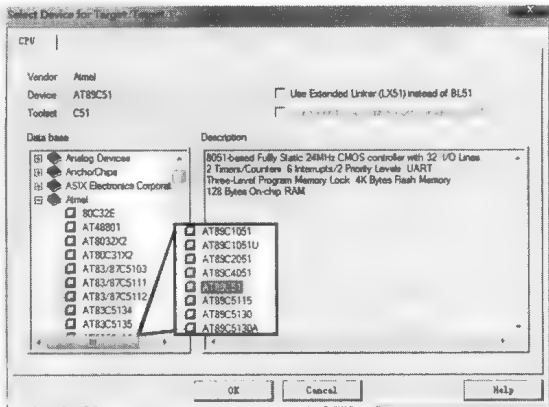 Select Device for Target 'Target 1'
CPU
Vendor Atmel
Device AT89C51
Toolset C51
Use Extended Linker (LX51) instead of BL51
Data base
Description
Analog Devices
AnchorChips
ASIX Electronics Corporat
Atmel
80C32E
AT48801
AT8032X2
AT80C31X2
AT83/87C5103
AT83/87C5111
AT83/87C5112
AT83C5134
AT83C5135
AT89C1051
AT89C1051U
AT89C2051
AT89C4051
AT89C51
AT89C5115
AT89C5130
AT89C5130A
8051-based Fully Static 24MHz CMOS controller with 32 I/O Lines
2 Timers/Counters 6 Interrupts/2 Priority Levels UART
Three-Level Program Memory Lock 4K Bytes Flash Memory
128 Bytes On-chip RAM
OK
Cancel
Help